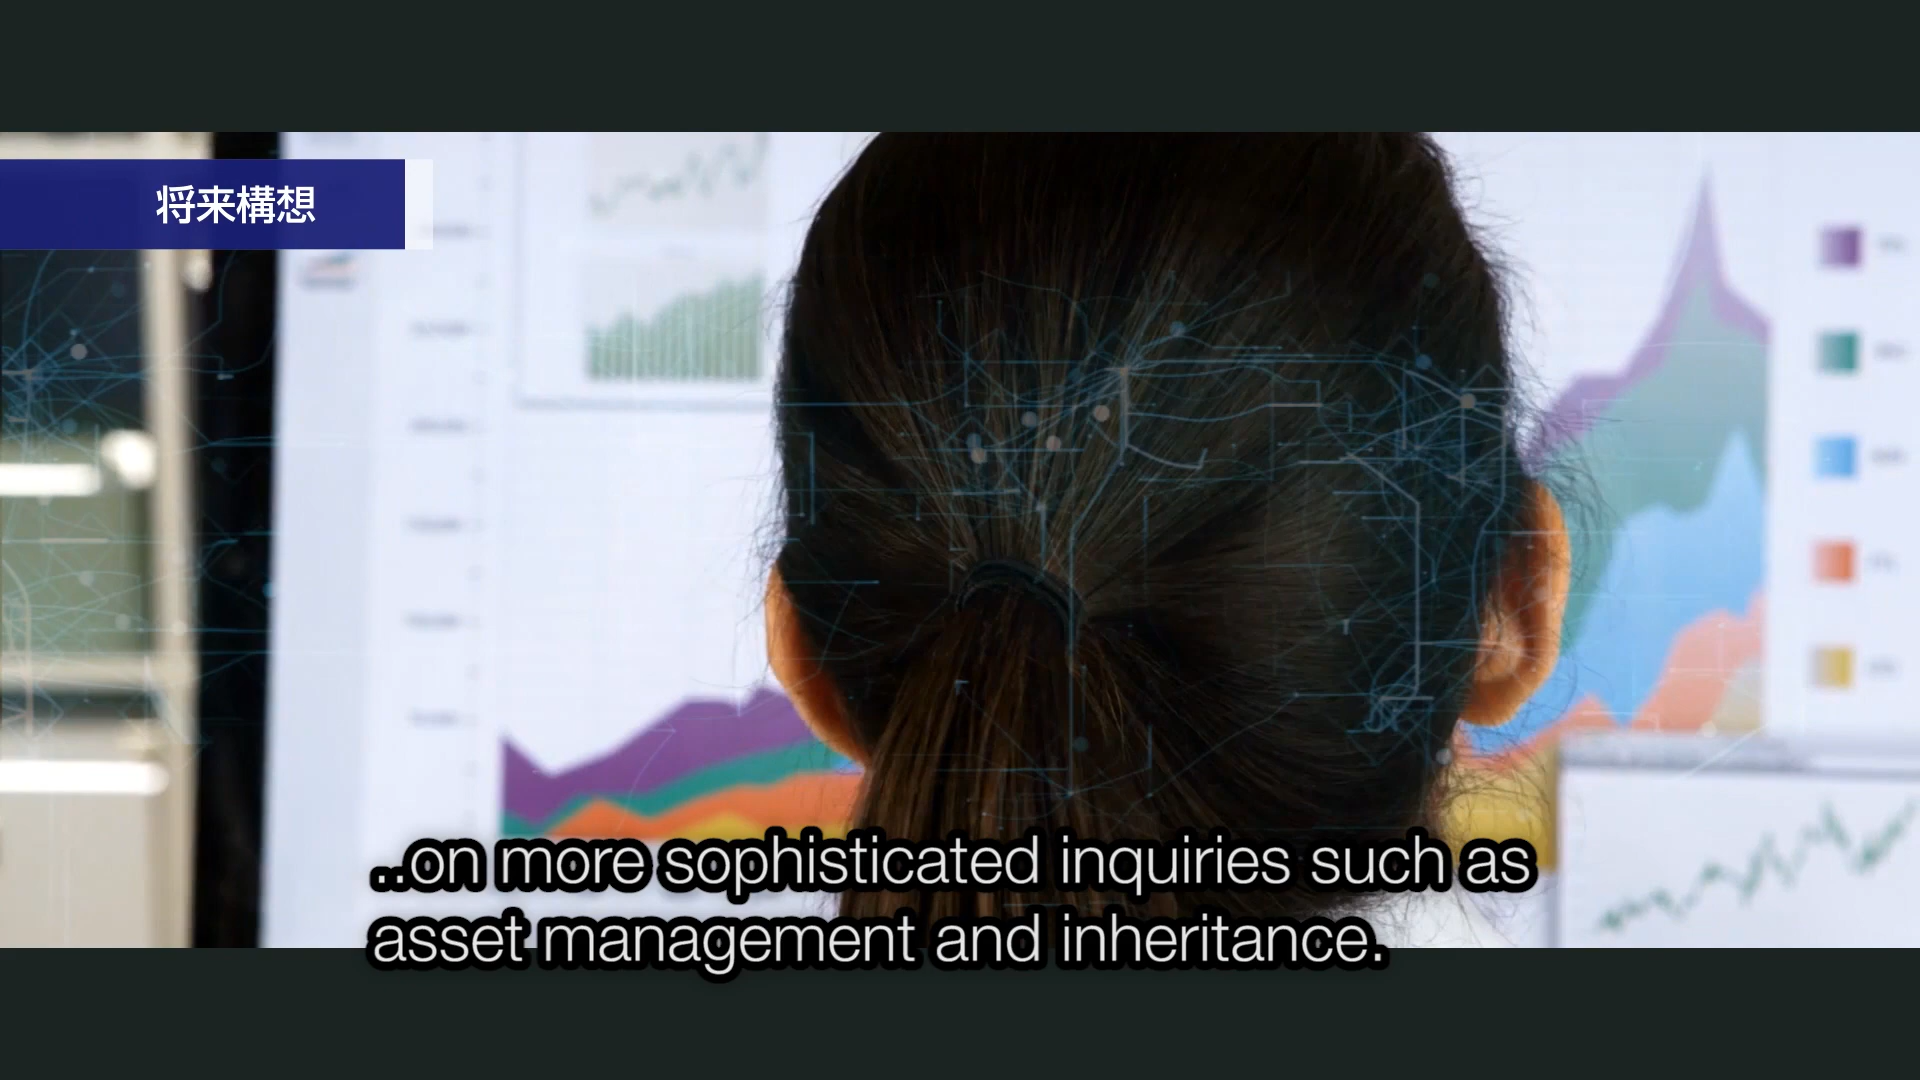 将来構想
..on more sophisticated inquiries such as
asset management and inheritance.